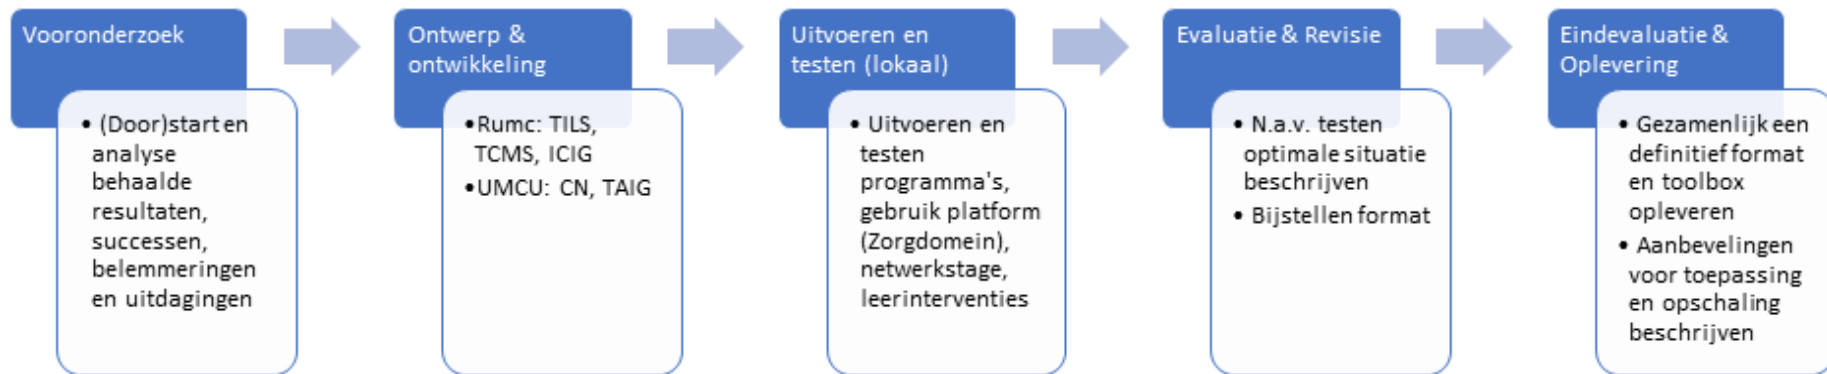 Vooronderzoek
• (Door)start en
analyse
behaalde
resultaten,
successen,
belemmeringen
en uitdagingen
Ontwerp &
ontwikkeling
•Rumc: TILS,
TCMS, ICIG
•UMCU: CN, TAIG
Uitvoeren en
testen (lokaal)
• Uitvoeren en
testen
programma's,
gebruik platform
(Zorgdomein),
netwerkstage,
leerinterventies
Evaluatie & Revisie
• N.a.v. testen
optimale situatie
beschrijven
• Bijstellen format
Eindevaluatie &
Oplevering
• Gezamenlijk een
definitief format
en toolbox
opleveren
• Aanbevelingen
voor toepassing
en opschaling
beschrijven